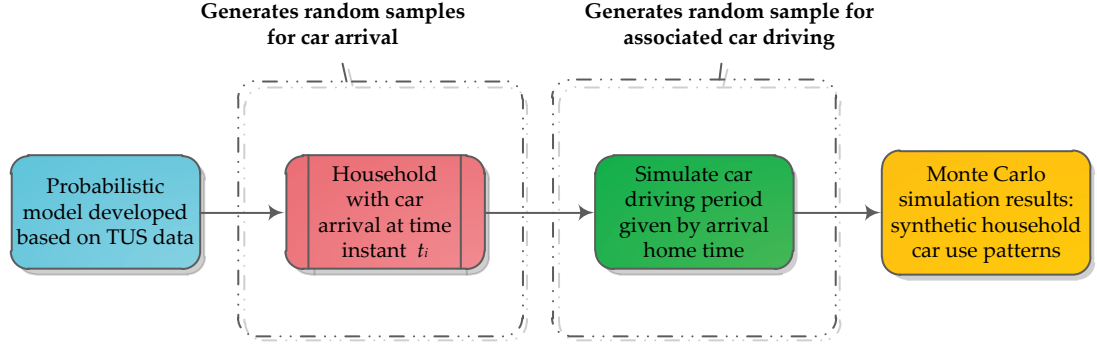 Generates random samples
for car arrival
Generates random sample for
associated car driving
Probabilistic
model developed
based on TUS data
Household
with car
arrival at time
instant ti
Simulate car
driving period
given by arrival
home time
Monte Carlo
simulation results:
synthetic household
car use patterns